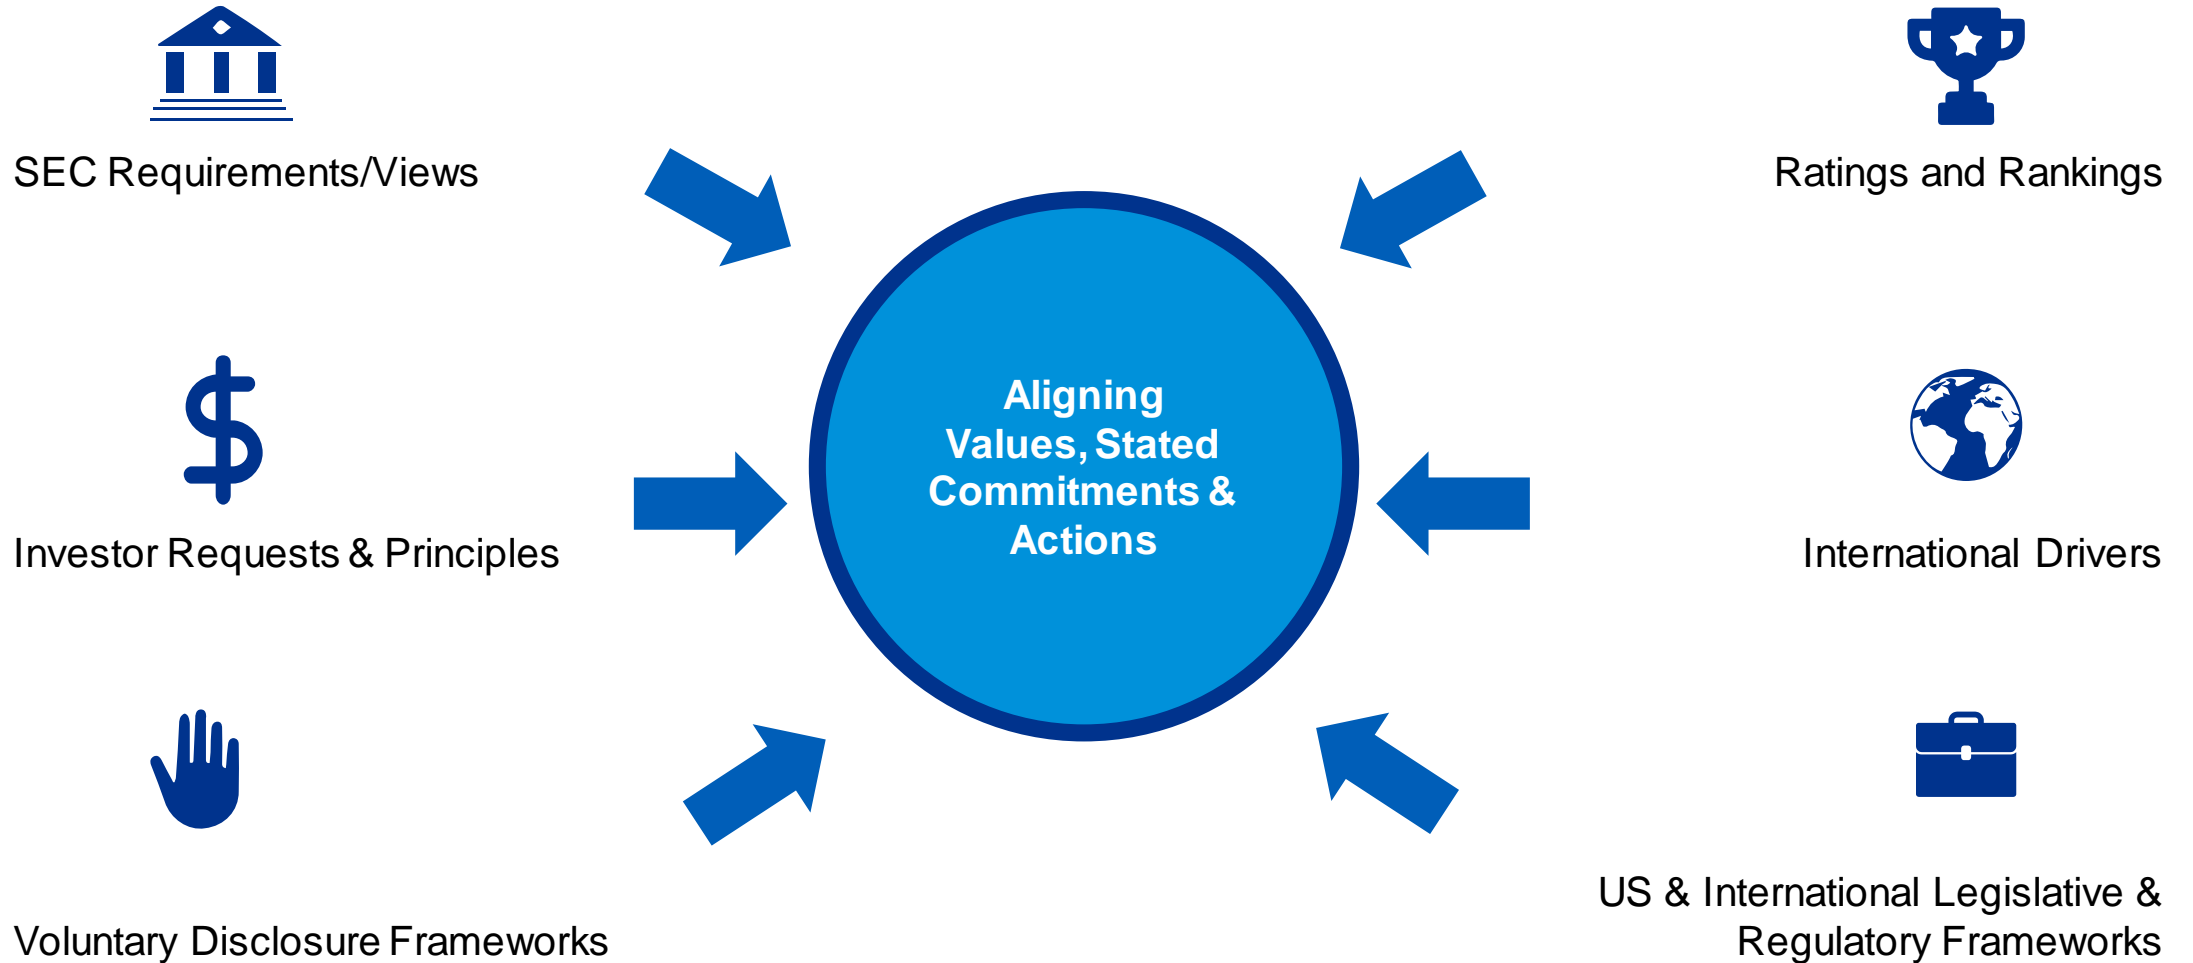 SEC Requirements/Views
Ratings and Rankings
Aligning
Values, Stated
Commitments &
Actions
Investor Requests & Principles
International Drivers
Voluntary Disclosure Frameworks
US & International Legislative &
Regulatory Frameworks